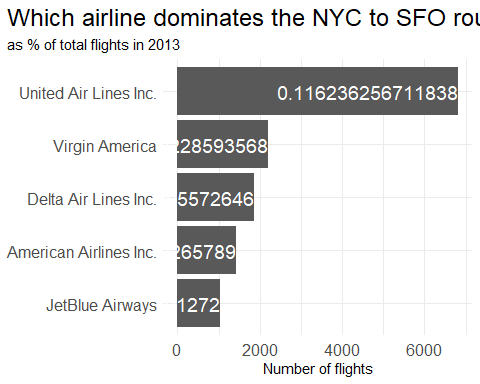 Which airline dominates the NYC to SFO rou
as % of total flights in 2013
United Air Lines Inc.
0.116236256711838
Virgin America
228593568
Delta Air Lines Inc.
5572646
American Airlines Inc.
265789
JetBlue Airways
1272
0 2000 4000 6000
Number of flights